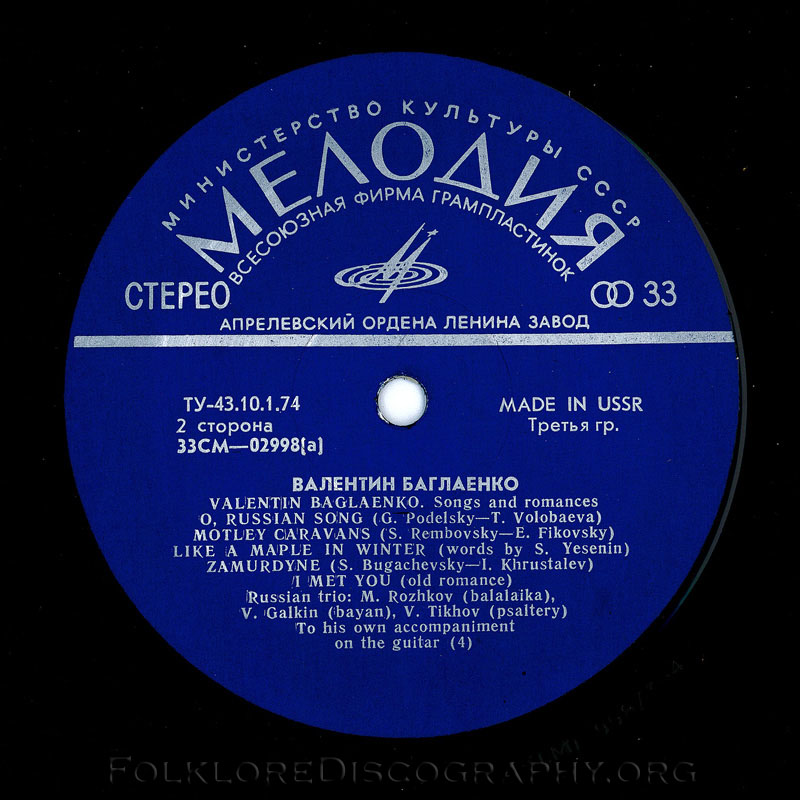 МИНИСТЕРСТВО КУЛЬТУРЫ СССР
МЕЛОДИЯ
ВСЕСОЮЗНАЯ ФИРМА ГРАМПЛАСТИНОК
СТЕРЕО
33
АПРЕЛЕВСКИЙ ОРДЕНА ЛЕНИНА ЗАВОД
ТУ-43.10.1.74
2 сторона
33СМ—02998(а)
MADE IN USSR
Третья гр.
ВАЛЕНТИН БАГЛАЕНКО
VALENTIN BAGLAENKO. Songs and romances
O, RUSSIAN SONG (G. Podelsky—T. Volobaeva)
MOTLEY CARAVANS (S. Rembovsky—E. Fikovsky)
LIKE A MAPLE IN WINTER (words by S. Yesenin)
ZAMURDYNE (S. Bugachevsky—I. Khrustalev)
I MET YOU (old romance)
Russian trio: M. Rozhkov (balalaika),
V. Galkin (bayan), V. Tikhov (psaltery)
To his own accompaniment
on the guitar (4)
FOLKLOREDISCOGRAPHY.ORG